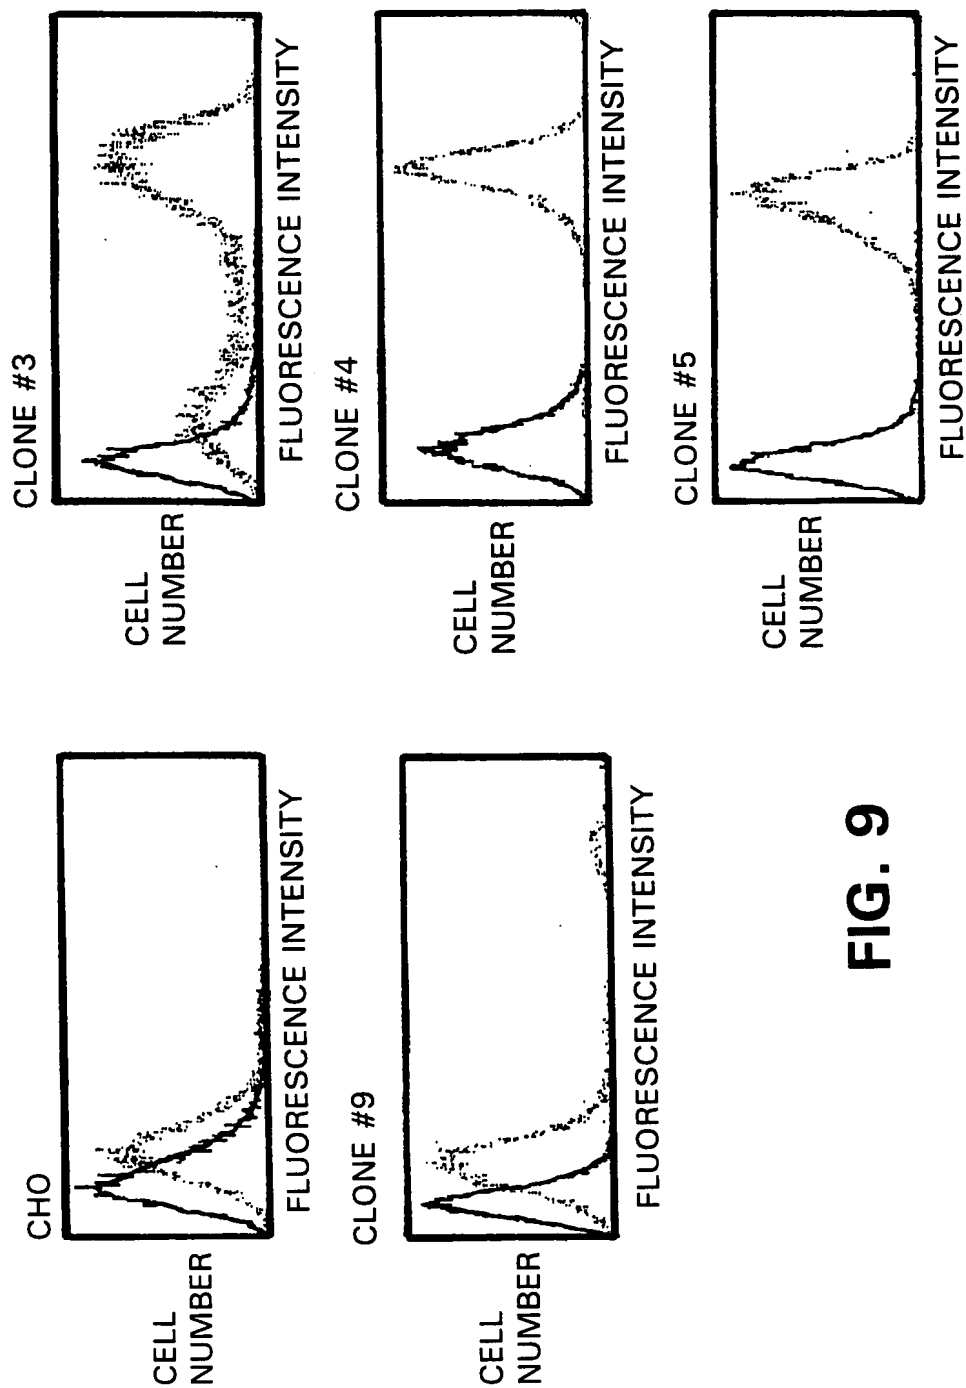 CHO
CELL
NUMBER
FLUORESCENCE INTENSITY
CLONE #9
CELL
NUMBER
FLUORESCENCE INTENSITY
CLONE #3
CELL
NUMBER
FLUORESCENCE INTENSITY
CLONE #4
CELL
NUMBER
FLUORESCENCE INTENSITY
CLONE #5
CELL
NUMBER
FLUORESCENCE INTENSITY
FIG. 9